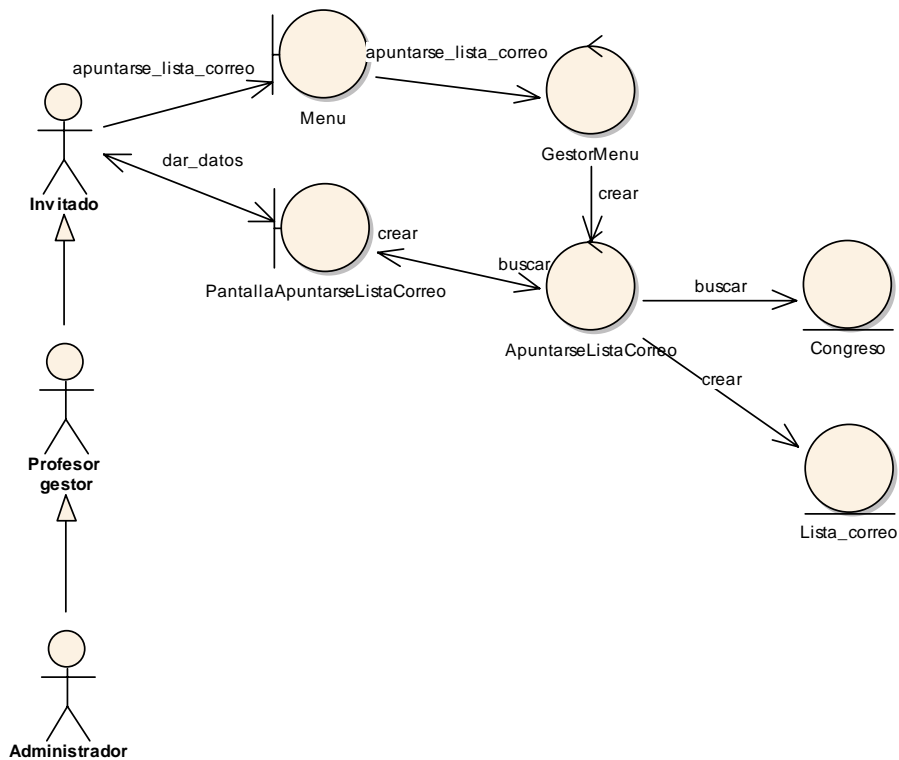 apuntarse_lista_correo
apuntarse_lista_correo
Menu
GestorMenu
dar_datos
Invitado
crear
crear
buscar
PantallaApuntarseListaCorreo
buscar
ApuntarseListaCorreo
Congreso
crear
Profesor
gestor
Lista_correo
Administrador